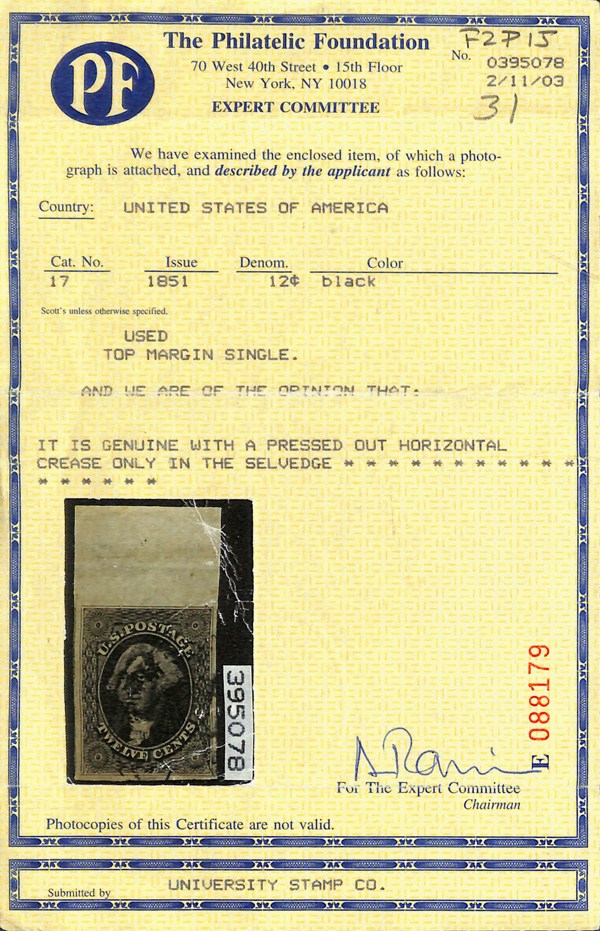 PF
The Philatelic Foundation
70 West 40th Street • 15th Floor
New York, NY 10018
EXPERT COMMITTEE
F2P15
No. 0395078
2/11/03
31
We have examined the enclosed item, of which a photo-
graph is attached, and described by the applicant as follows:
Country: UNITED STATES OF AMERICA
Cat. No. Issue Denom. Color
17 1851 12¢ black
Scott's unless otherwise specified.
USED
TOP MARGIN SINGLE.
AND WE ARE OF THE OPINION THAT:
IT IS GENUINE WITH A PRESSED OUT HORIZONTAL
CREASE ONLY IN THE SELVEDGE * * * * * * * * * * *
* * * * * *
U.S. POSTAGE
TWELVE CENTS
395078
E 088179
For The Expert Committee
Chairman
Photocopies of this Certificate are not valid.
Submitted by UNIVERSITY STAMP CO.